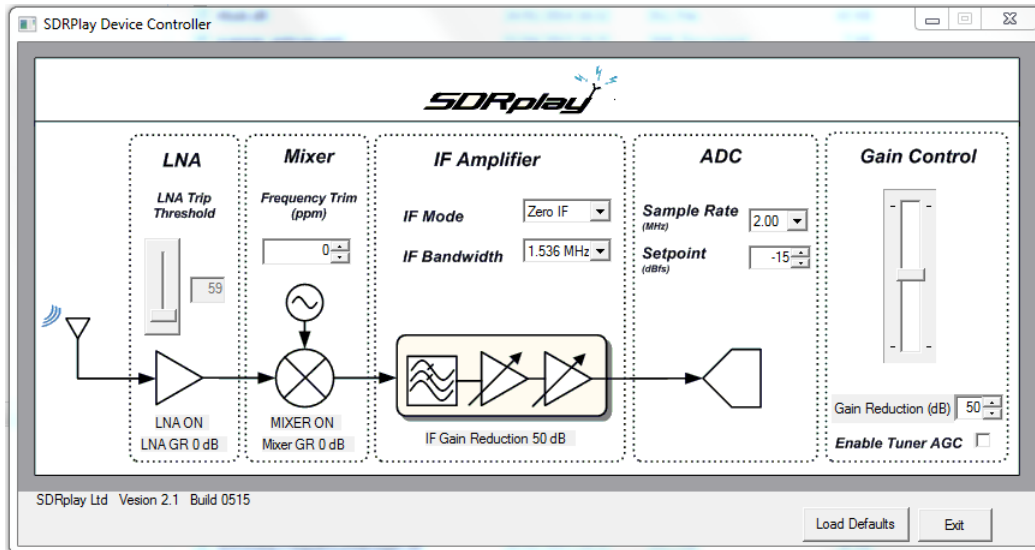 SDRPlay Device Controller
SDRplay
LNA
Mixer
IF Amplifier
ADC
Gain Control
LNA Trip
Threshold
59
Frequency Trim
(ppm)
0
IF Mode
Zero IF
IF Bandwidth
1.536 MHz
Sample Rate
(MHz)
2.00
Setpoint
(dBfs)
-15
LNA ON
LNA GR 0 dB
MIXER ON
Mixer GR 0 dB
IF Gain Reduction 50 dB
Gain Reduction (dB) 50
Enable Tuner AGC
SDRplay Ltd Vesion 2.1 Build 0515
Load Defaults
Exit